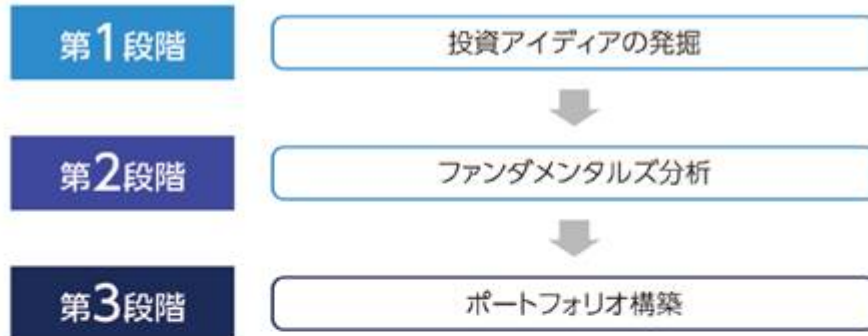 第1段階
投資アイディアの発掘
第2段階
ファンダメンタルズ分析
第3段階
ポートフォリオ構築